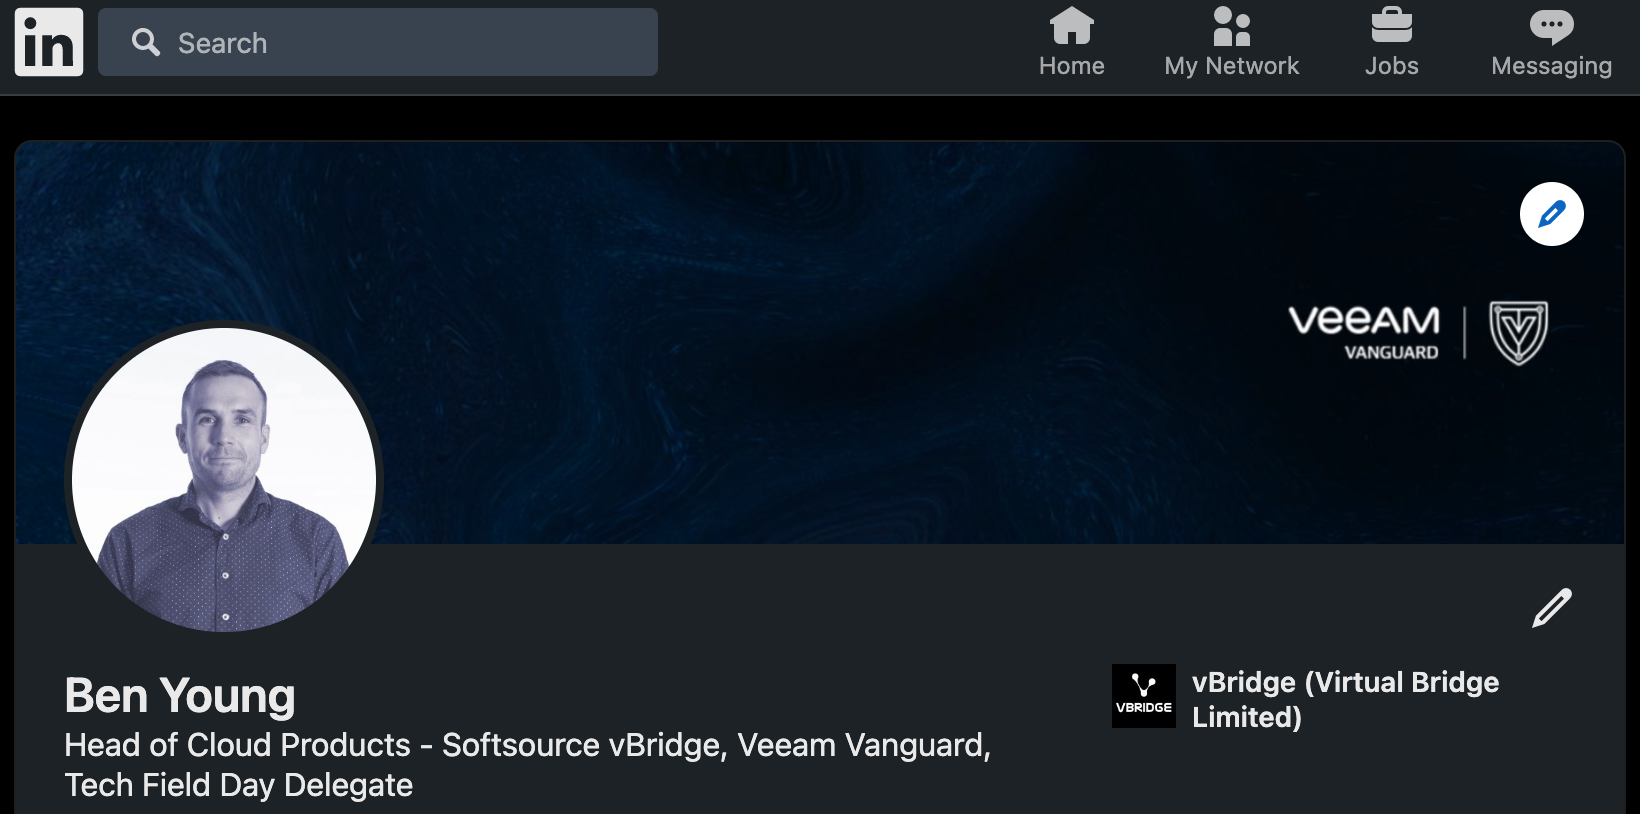 in
Search
Home
My Network
Jobs
Messaging
veeAM
VANGUARD
Ben Young
Head of Cloud Products - Softsource vBridge, Veeam Vanguard,
Tech Field Day Delegate
VBRIDGE
vBridge (Virtual Bridge
Limited)